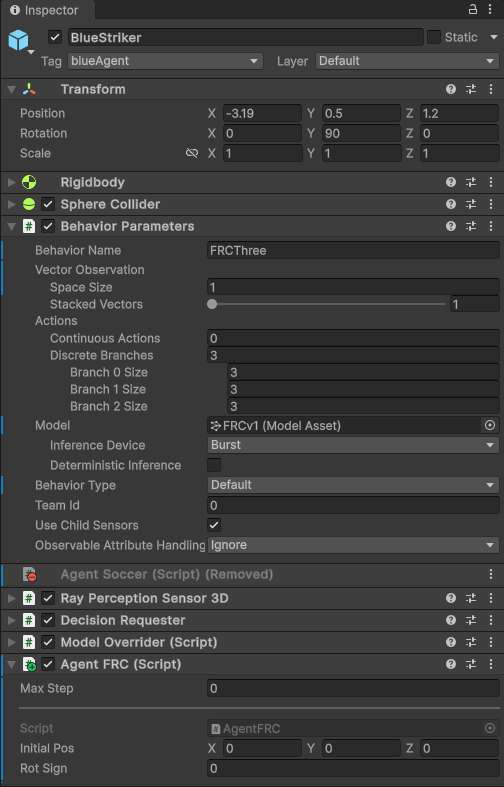 Inspector
BlueStriker Static
Tag blueAgent Layer Default
Transform
Position X -3.19 Y 0.5 Z 1.2
Rotation X 0 Y 90 Z 0
Scale X 1 Y 1 Z 1
Rigidbody
Sphere Collider
# Behavior Parameters
Behavior Name FRCThree
Vector Observation
Space Size 1
Stacked Vectors 1
Actions
Continuous Actions 0
Discrete Branches 3
Branch 0 Size 3
Branch 1 Size 3
Branch 2 Size 3
Model FRCv1 (Model Asset)
Inference Device Burst
Deterministic Inference
Behavior Type Default
Team Id 0
Use Child Sensors
Observable Attribute Handling Ignore
Agent Soccer (Script) (Removed)
# Ray Perception Sensor 3D
# Decision Requester
# Model Overrider (Script)
# Agent FRC (Script)
Max Step 0
Script # AgentFRC
Initial Pos X 0 Y 0 Z 0
Rot Sign 0